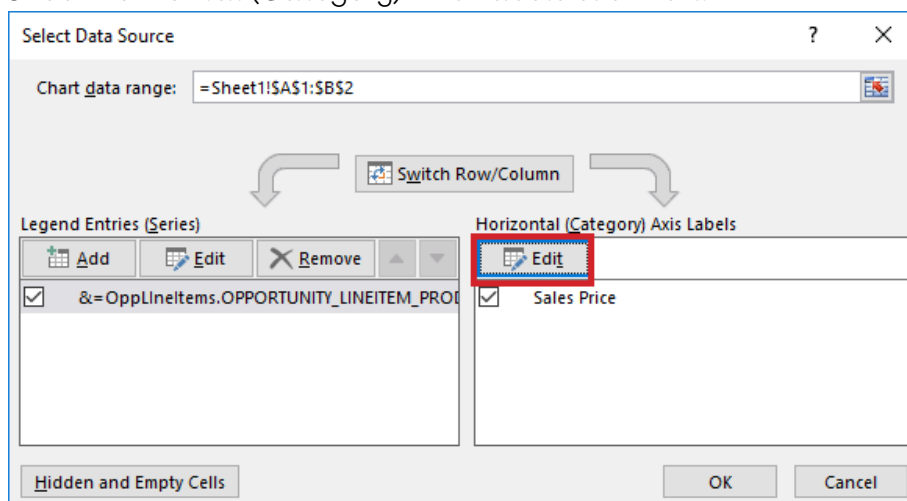 Select Data Source ? ×
Chart data range: =Sheet1!$A$1:$B$2
Switch Row/Column
Legend Entries (Series) Horizontal (Category) Axis Labels
Add Edit Remove Edit
&=OppLineItems.OPPORTUNITY_LINEITEM_PROD Sales Price
Hidden and Empty Cells OK Cancel